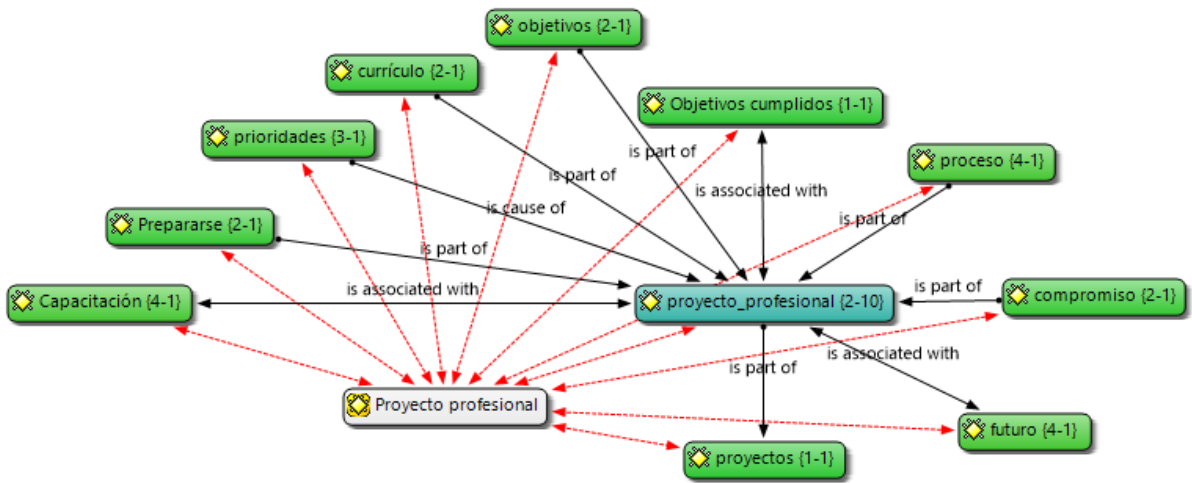 objetivos {2-1}
currículo {2-1}
Objetivos cumplidos {1-1}
prioridades {3-1}
is part of
proceso {4-1}
is part of
is associated with
is cause of
Prepararse {2-1}
is part of
is part of
Capacitación {4-1}
is associated with
proyecto_profesional {2-10}
is part of
compromiso {2-1}
is associated with
is part of
Proyecto profesional
futuro {4-1}
proyectos {1-1}